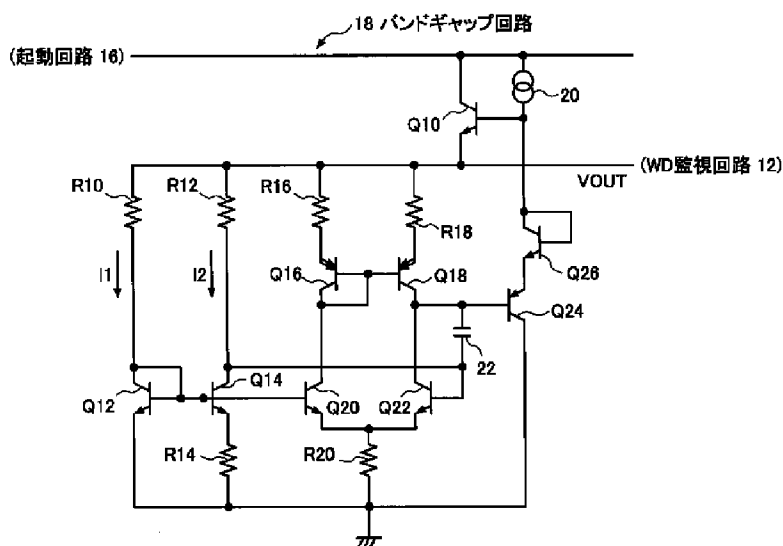 18 バンドギャップ回路
(起動回路 16)
20
Q10
(WD監視回路 12)
VOUT
R10
R12
R16
R18
I1
I2
Q16
Q18
Q26
Q24
22
Q12
Q14
Q20
Q22
R14
R20